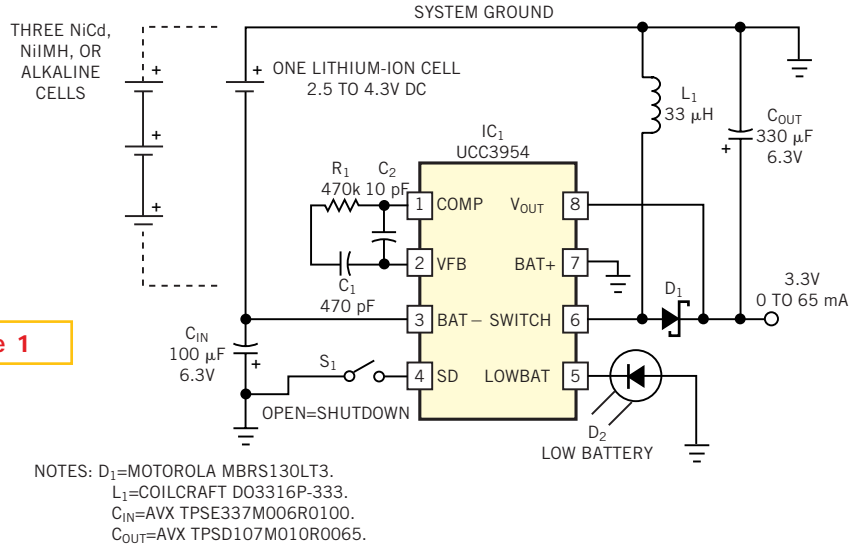 SYSTEM GROUND
THREE NiCd,
NiIMH, OR
ALKALINE
CELLS
+
+
+
+ ONE LITHIUM-ION CELL
2.5 TO 4.3V DC
L1
33 µH
COUT
330 µF
6.3V
+
IC1
UCC3954
R1
470k
C2
10 pF
C1
470 pF
1 COMP
2 VFB
3 BAT–
4 SD
VOUT 8
BAT+ 7
SWITCH 6
LOWBAT 5
D1
3.3V
0 TO 65 mA
e 1
CIN
100 µF
6.3V
+
S1
OPEN=SHUTDOWN
D2
LOW BATTERY
NOTES: D1=MOTOROLA MBRS130LT3.
L1=COILCRAFT DO3316P-333.
CIN=AVX TPSE337M006R0100.
COUT=AVX TPSD107M010R0065.